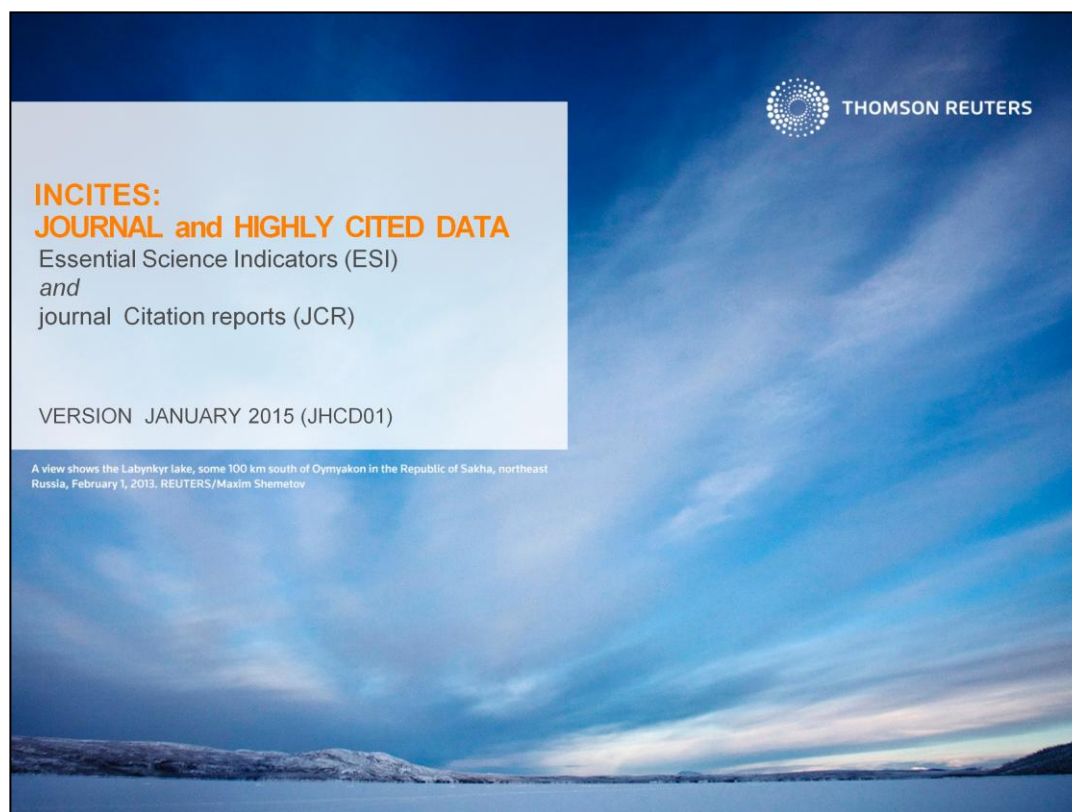 THOMSON REUTERS
INCITES:
JOURNAL and HIGHLY CITED DATA
Essential Science Indicators (ESI)
and
journal Citation reports (JCR)
VERSION JANUARY 2015 (JHCD01)
A view shows the Labynkyr lake, some 100 km south of Oymyakon in the Republic of Sakha, northeast
Russia, February 1, 2013. REUTERS/Maxim Shemetov